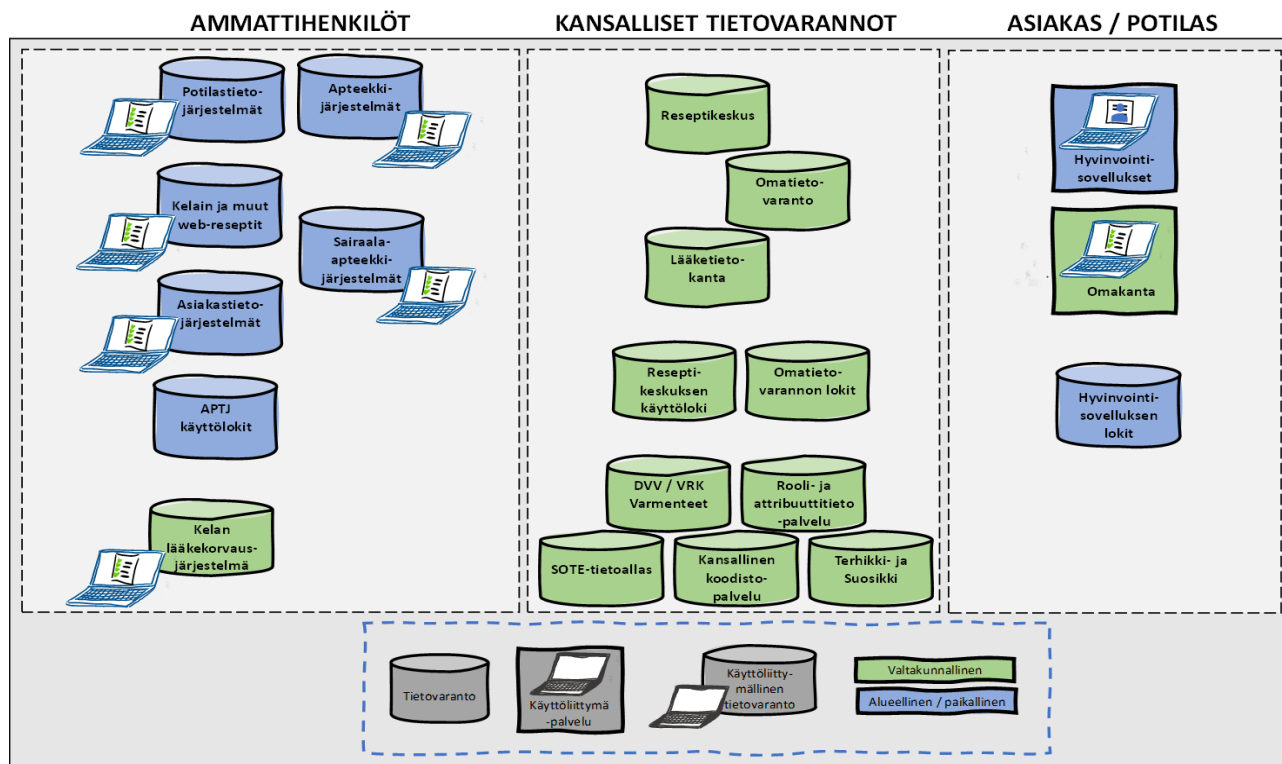 AMMATTIHENKILÖT
KANSALLISET TIETOVARANNOT
ASIAKAS / POTILAS
Potilastieto-
järjestelmät
Apteekki-
järjestelmät
Kelain ja muut
web-reseptit
Sairaala-
apteekki-
järjestelmät
Asiakastieto-
järjestelmät
APTJ
käyttölokit
Kelan
lääkekorvaus-
järjestelmä
Reseptikeskus
Omatieto-
varanto
Lääketieto-
kanta
Resepti-
keskuksen
käyttöloki
Omatieto-
varannon lokit
DVV / VRK
Varmenteet
Rooli- ja
attribuuttitieto
-palvelu
SOTE-tietoallas
Kansallinen
koodisto-
palvelu
Terhikki- ja
Suosikki
Hyvinvointi-
sovellukset
Omakanta
Hyvinvointi-
sovelluksen
lokit
Tietovaranto
Käyttöliittymä
-palvelu
Käyttöliitty-
mällinen
tietovaranto
Valtakunnallinen
Alueellinen / paikallinen